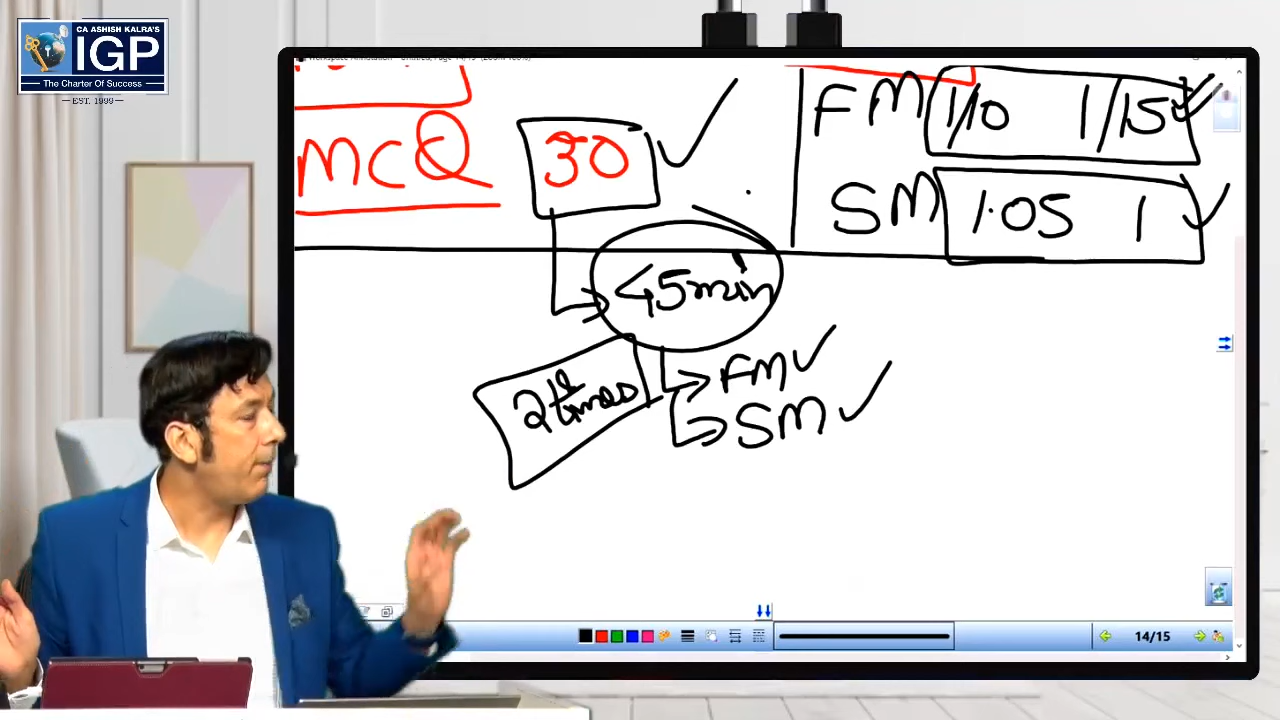 CA ASHISH KALRA'S
IGP
The Charter Of Success
EST. 1999
MCQ 30
FM 1/10 1/15
SM 1.05 1
45min
2 times
FM
SM
14/15